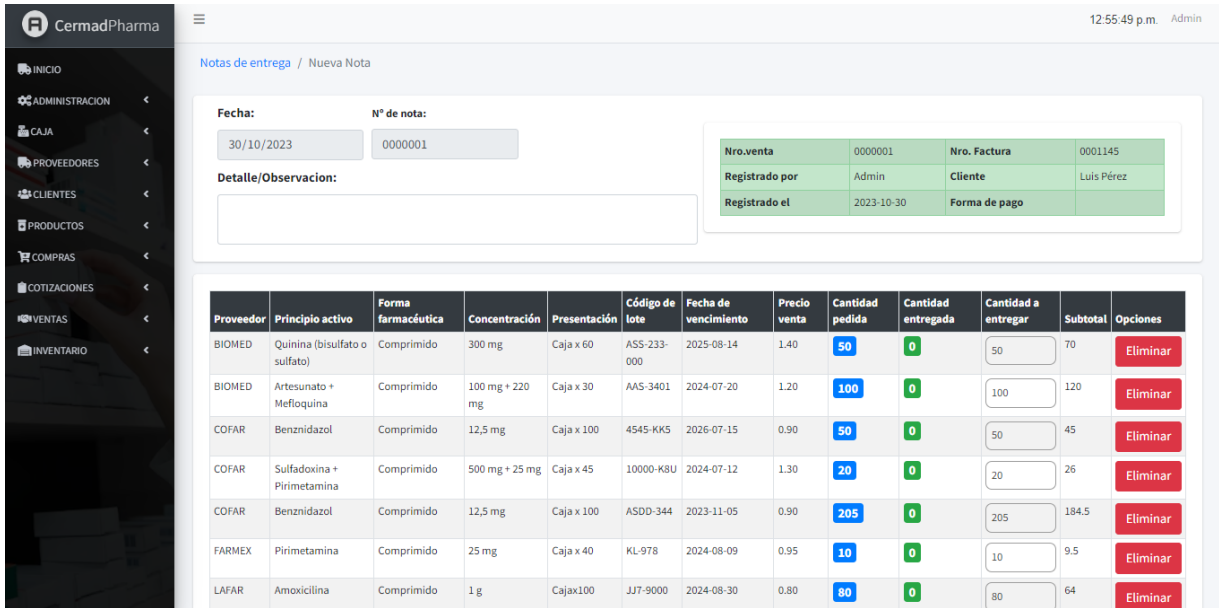 CermadPharma
12:55:49 p.m. Admin
INICIO
ADMINISTRACION
CAJA
PROVEEDORES
CLIENTES
PRODUCTOS
COMPRAS
COTIZACIONES
VENTAS
INVENTARIO
Notas de entrega / Nueva Nota
Fecha: Nº de nota:
30/10/2023 0000001
Detalle/Observacion:
Nro.venta 0000001 Nro. Factura 0001145
Registrado por Admin Cliente Luis Pérez
Registrado el 2023-10-30 Forma de pago
Proveedor Principio activo Forma farmacéutica Concentración Presentación Código de lote Fecha de vencimiento Precio venta Cantidad pedida Cantidad entregada Cantidad a entregar Subtotal Opciones
BIOMED Quinina (bisulfato o sulfato) Comprimido 300 mg Caja x 60 ASS-233-000 2025-08-14 1.40 50 0 50 70 Eliminar
BIOMED Artesunato + Mefloquina Comprimido 100 mg + 220 mg Caja x 30 AAS-3401 2024-07-20 1.20 100 0 100 120 Eliminar
COFAR Benznidazol Comprimido 12,5 mg Caja x 100 4545-KK5 2026-07-15 0.90 50 0 50 45 Eliminar
COFAR Sulfadoxina + Pirimetamina Comprimido 500 mg + 25 mg Caja x 45 10000-K8U 2024-07-12 1.30 20 0 20 26 Eliminar
COFAR Benznidazol Comprimido 12,5 mg Caja x 100 ASDD-344 2023-11-05 0.90 205 0 205 184.5 Eliminar
FARMEX Pirimetamina Comprimido 25 mg Caja x 40 KL-978 2024-08-09 0.95 10 0 10 9.5 Eliminar
LAFAR Amoxicilina Comprimido 1 g Cajax100 JJ7-9000 2024-08-30 0.80 80 0 80 64 Eliminar